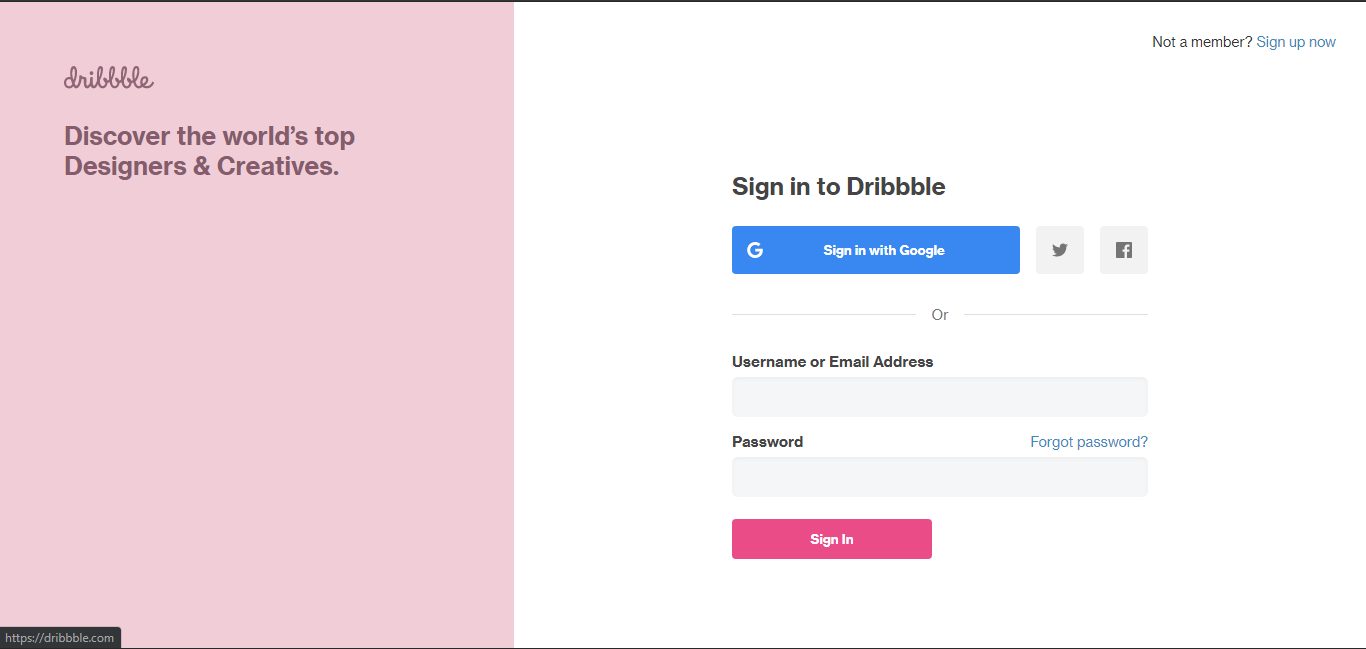 dribbble
Discover the world’s top
Designers & Creatives.
Not a member? Sign up now
Sign in to Dribbble
Sign in with Google
Or
Username or Email Address
Password Forgot password?
Sign In
https://dribbble.com